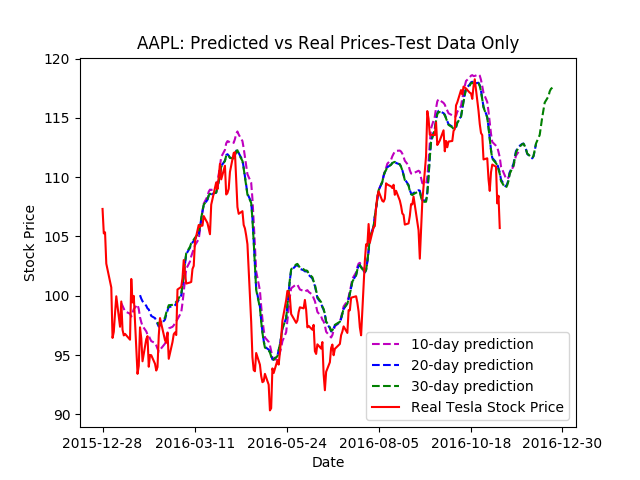 AAPL: Predicted vs Real Prices-Test Data Only
120
115
110
105
100
95
90
Stock Price
10-day prediction
20-day prediction
30-day prediction
Real Tesla Stock Price
2015-12-28 2016-03-11 2016-05-24 2016-08-05 2016-10-18 2016-12-30
Date